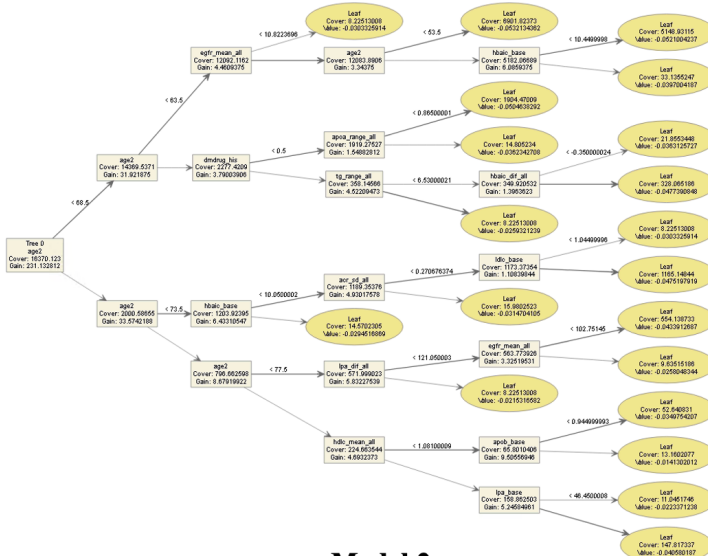 Leaf
Cover: 8.22513008
Value: -0.0303325914
Leaf
Cover: 6901.82373
Value: -0.0532134362
Leaf
Cover: 5148.93115
Value: -0.0521004237
< 10.8223696
< 53.5
< 10.4499998
egfr_mean_all
Cover: 12092.1162
Gain: 4.4609375
age2
Cover: 12083.8906
Gain: 3.34375
hbaic_base
Cover: 5182.06689
Gain: 6.0859375
Leaf
Cover: 33.1355247
Value: -0.0397004187
< 63.5
Leaf
Cover: 1904.47009
Value: -0.0504638292
< 0.86500001
age2
Cover: 14369.5371
Gain: 31.921875
dmdrug_his
Cover: 2277.4209
Gain: 3.79003906
< 0.5
apoa_range_all
Cover: 1919.27527
Gain: 1.54882812
Leaf
Cover: 14.805234
Value: -0.0362342708
Leaf
Cover: 21.8553448
Value: -0.0363125727
< -0.350000024
tg_range_all
Cover: 358.14566
Gain: 4.52209473
< 6.53000021
hbaic_dif_all
Cover: 349.920532
Gain: 1.3963623
Leaf
Cover: 328.065186
Value: -0.0477390848
< 68.5
Leaf
Cover: 8.22513008
Value: -0.0259321239
Tree 0
age2
Cover: 16370.123
Gain: 231.132812
Leaf
Cover: 8.22513008
Value: -0.0303325914
< 1.04499996
ldlc_base
Cover: 1173.37354
Gain: 1.10839844
acr_sd_all
Cover: 1189.35376
Gain: 4.93017578
< 0.270676374
Leaf
Cover: 1165.14844
Value: -0.0475197919
age2
Cover: 2000.58655
Gain: 33.5742188
< 73.5
hbaic_base
Cover: 1203.92395
Gain: 6.43310547
< 10.0500002
Leaf
Cover: 15.9802523
Value: -0.0314704105
Leaf
Cover: 14.5702305
Value: -0.0294516869
Leaf
Cover: 554.138733
Value: -0.0433912687
< 102.75145
egfr_mean_all
Cover: 563.773926
Gain: 3.32519531
age2
Cover: 796.662598
Gain: 8.67919922
< 77.5
lpa_dif_all
Cover: 571.999023
Gain: 5.83227539
< 121.050003
Leaf
Cover: 9.63515186
Value: -0.0258048344
Leaf
Cover: 8.22513008
Value: -0.0215316582
Leaf
Cover: 52.640831
Value: -0.0349754207
< 0.944999993
hdlc_mean_all
Cover: 224.663544
Gain: 4.6932373
< 1.08100009
apob_base
Cover: 65.8010406
Gain: 9.50556946
Leaf
Cover: 13.1602077
Value: -0.0141302012
lpa_base
Cover: 158.862503
Gain: 5.24584961
< 46.4500008
Leaf
Cover: 11.0451746
Value: -0.0223371238
Leaf
Cover: 147.817337
Value: -0.040580187